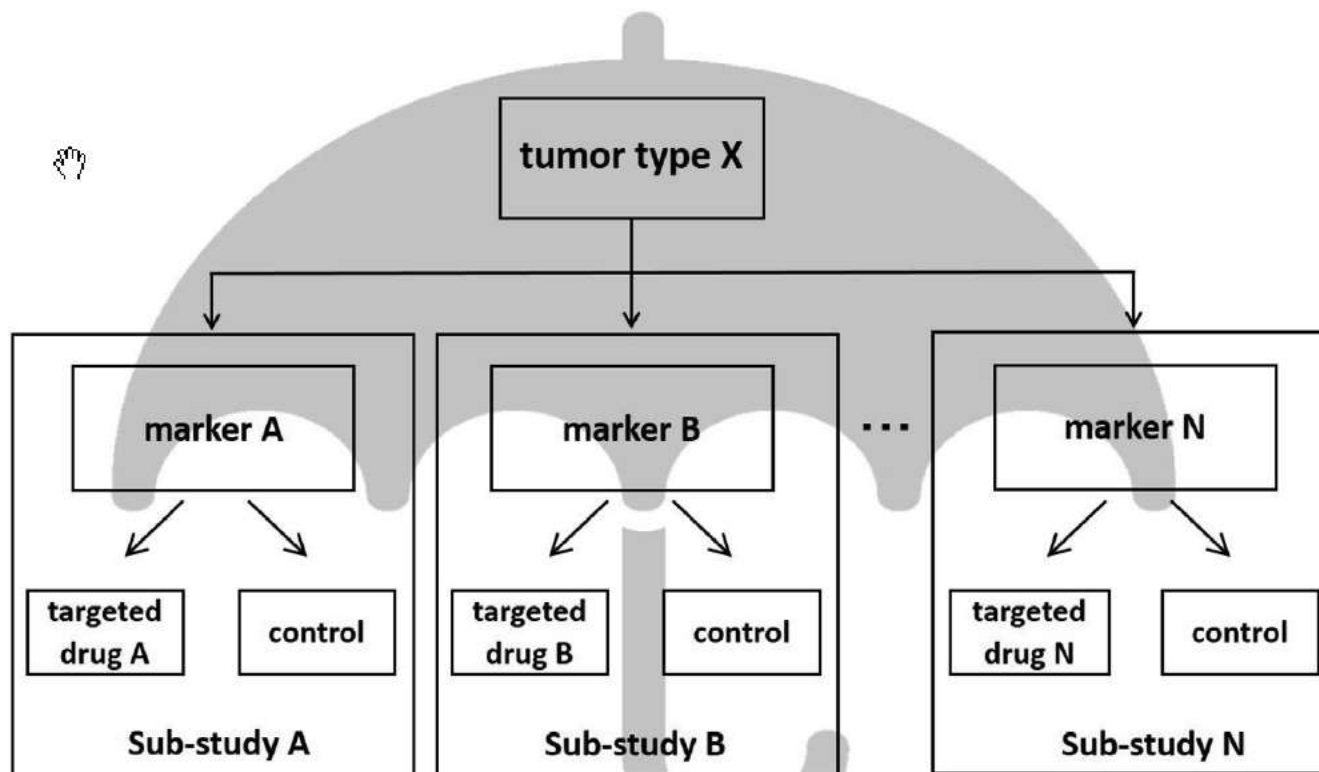 tumor type X
marker A
marker B
...
marker N
targeted
drug A
control
targeted
drug B
control
targeted
drug N
control
Sub-study A
Sub-study B
Sub-study N